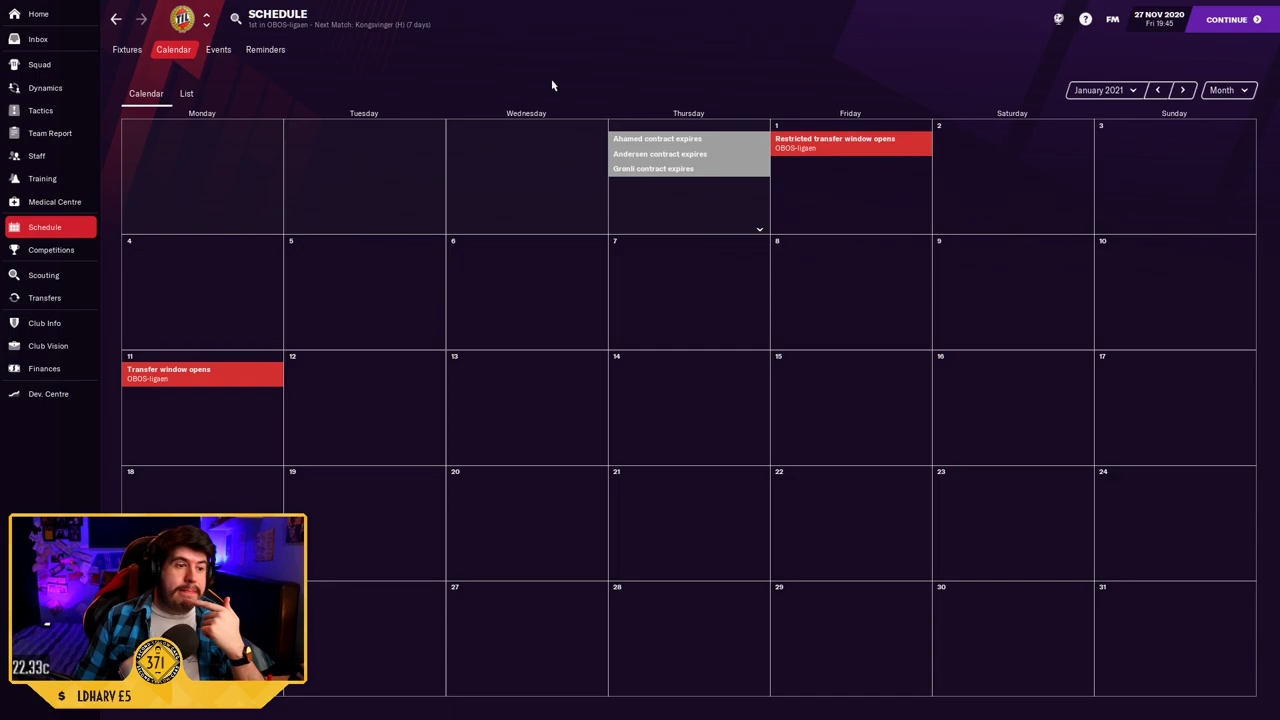 Home
Inbox
Squad
Dynamics
Tactics
Team Report
Staff
Training
Medical Centre
Schedule
Competitions
Scouting
Transfers
Club Info
Club Vision
Finances
Dev. Centre
TIL
SCHEDULE
1st in OBOS-ligaen - Next Match: Kongsvinger (H) (7 days)
? FM 27 NOV 2020
Fri 19:45
CONTINUE
Fixtures Calendar Events Reminders
Calendar List
January 2021 Month
Monday Tuesday Wednesday Thursday Friday Saturday Sunday
1 2 3
Ahamed contract expires
Andersen contract expires
Grønli contract expires
Restricted transfer window opens
OBOS-ligaen
4 5 6 7 8 9 10
11 12 13 14 15 16 17
Transfer window opens
OBOS-ligaen
18 19 20 21 22 23 24
27 28 29 30 31
22.33c
371
$ LDHARY £5